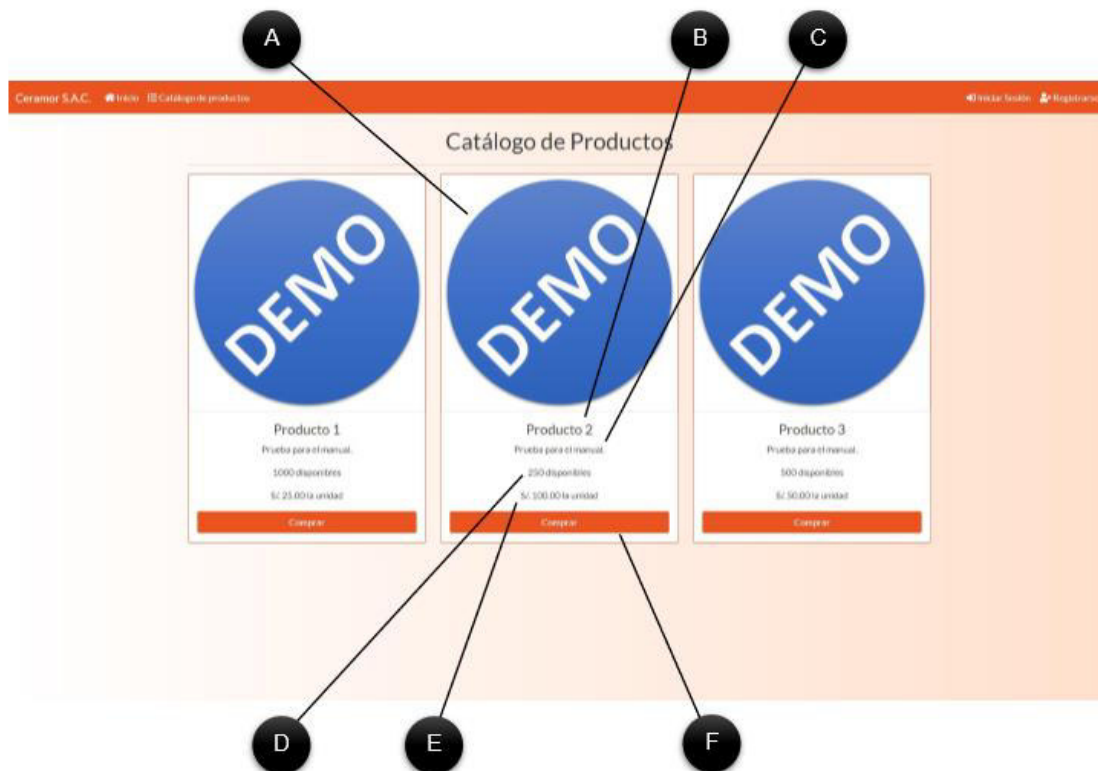 A B C
Ceramor S.A.C. Inicio Catálogo de productos Iniciar Sesión Registrarse
Catálogo de Productos
DEMO DEMO DEMO
Producto 1 Producto 2 Producto 3
Prueba para el manual. Prueba para el manual. Prueba para el manual.
1000 disponibles 250 disponibles 500 disponibles
S/. 25.00 la unidad S/. 100.00 la unidad S/. 50.00 la unidad
Comprar Comprar Comprar
D E F